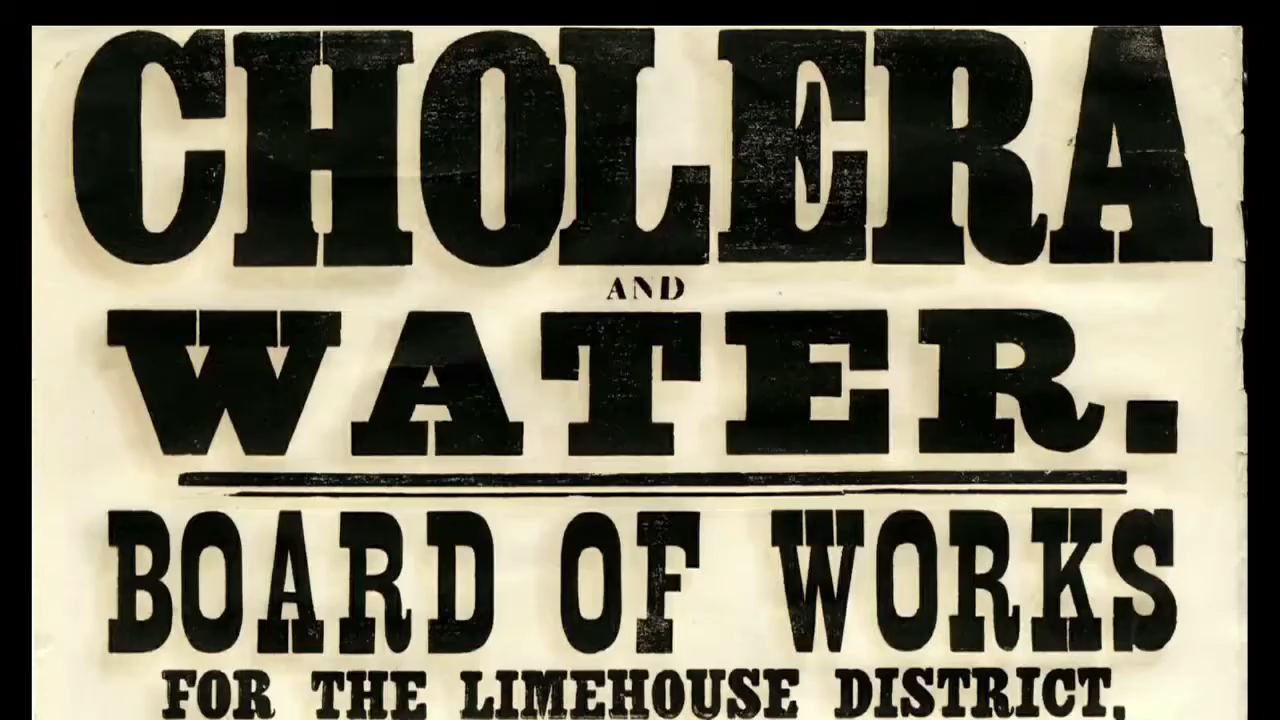 CHOLERA
AND
WATER.
BOARD OF WORKS
FOR THE LIMEHOUSE DISTRICT,